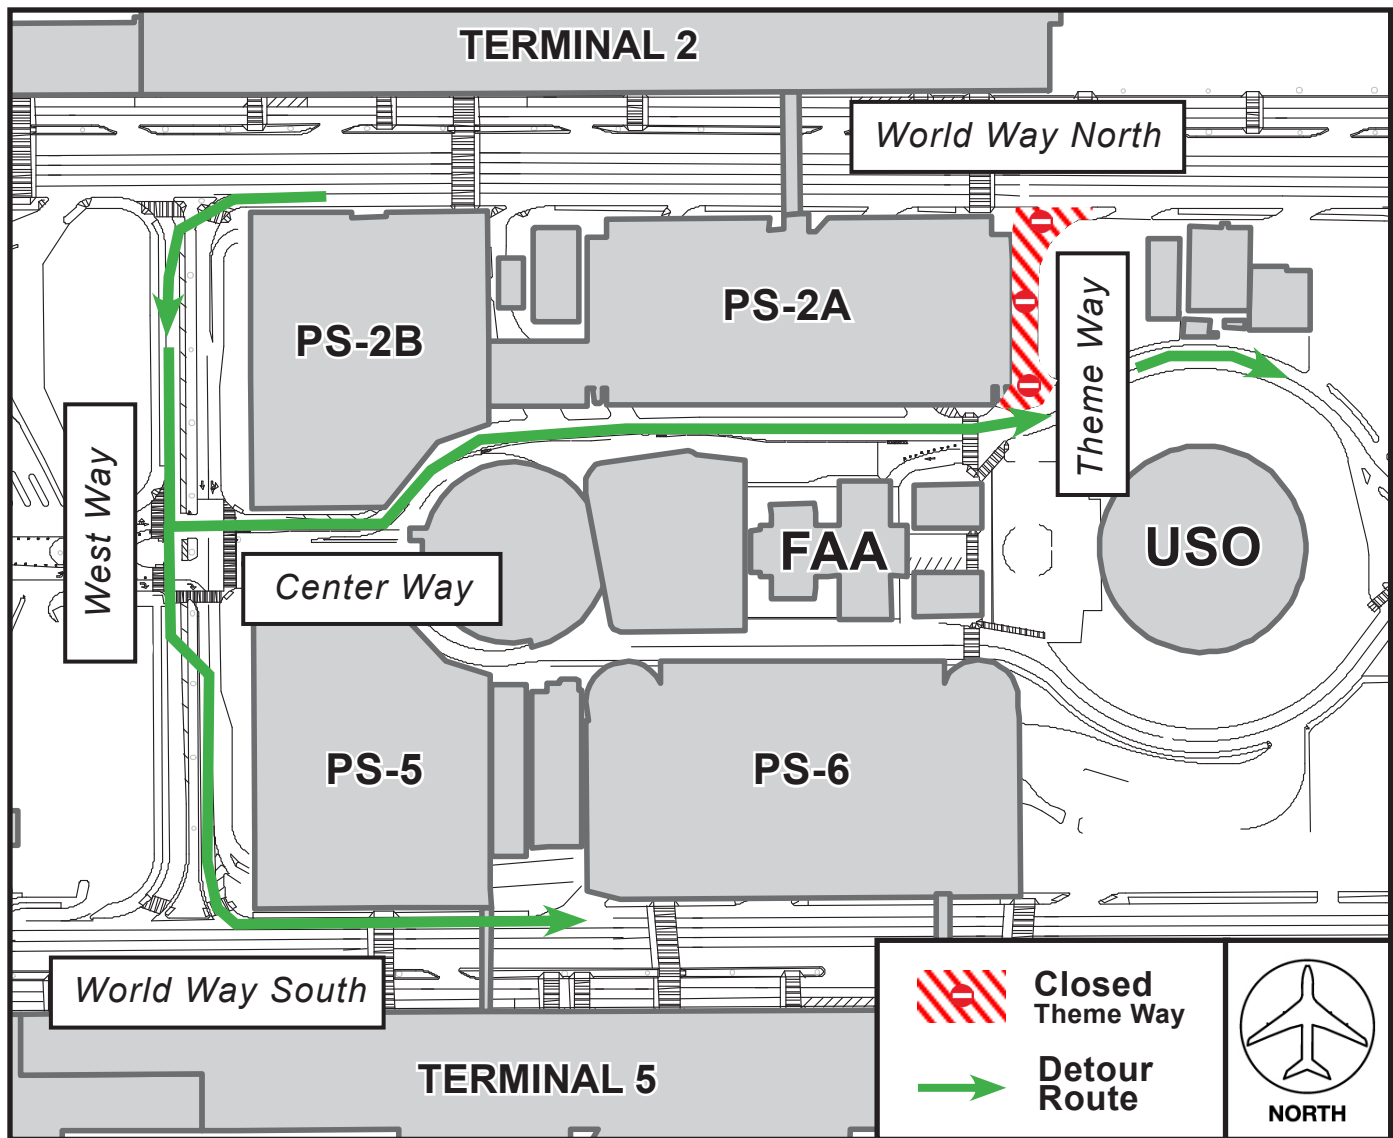 TERMINAL 2
World Way North
PS-2A
PS-2B
Theme Way
West Way
Center Way
FAA
USO
PS-5
PS-6
World Way South
TERMINAL 5
Closed
Theme Way
Detour
Route
NORTH